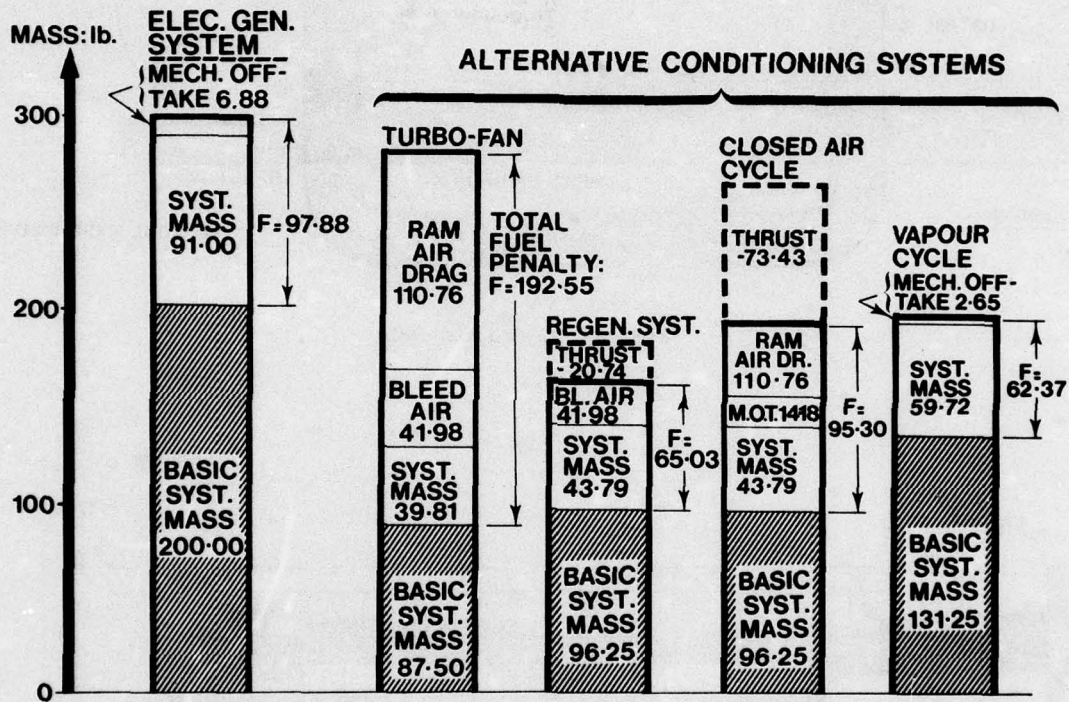 MASS: lb.
300
200
100
0
ELEC. GEN.
SYSTEM
MECH. OFF-
TAKE 6.88
SYST.
MASS
91.00
F=97.88
BASIC
SYST.
MASS
200.00
ALTERNATIVE CONDITIONING SYSTEMS
TURBO-FAN
RAM
AIR
DRAG
110.76
BLEED
AIR
41.98
SYST.
MASS
39.81
BASIC
SYST.
MASS
87.50
TOTAL
FUEL
PENALTY:
F=192.55
REGEN. SYST.
THRUST
-20.74
BL. AIR
41.98
SYST.
MASS
43.79
F=
65.03
BASIC
SYST.
MASS
96.25
CLOSED AIR
CYCLE
THRUST
-73.43
RAM
AIR DR.
110.76
M.O.T. 14.18
SYST.
MASS
43.79
F=
95.30
BASIC
SYST.
MASS
96.25
VAPOUR
CYCLE
MECH. OFF-
TAKE 2.65
SYST.
MASS
59.72
F=
62.37
BASIC
SYST.
MASS
131.25